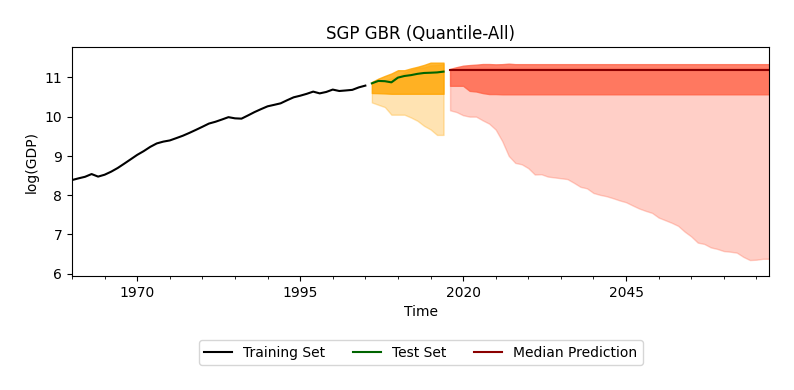 SGP GBR (Quantile-All)
11
10
9
8
7
6
log(GDP)
1970
1995
2020
2045
Time
Training Set
Test Set
Median Prediction